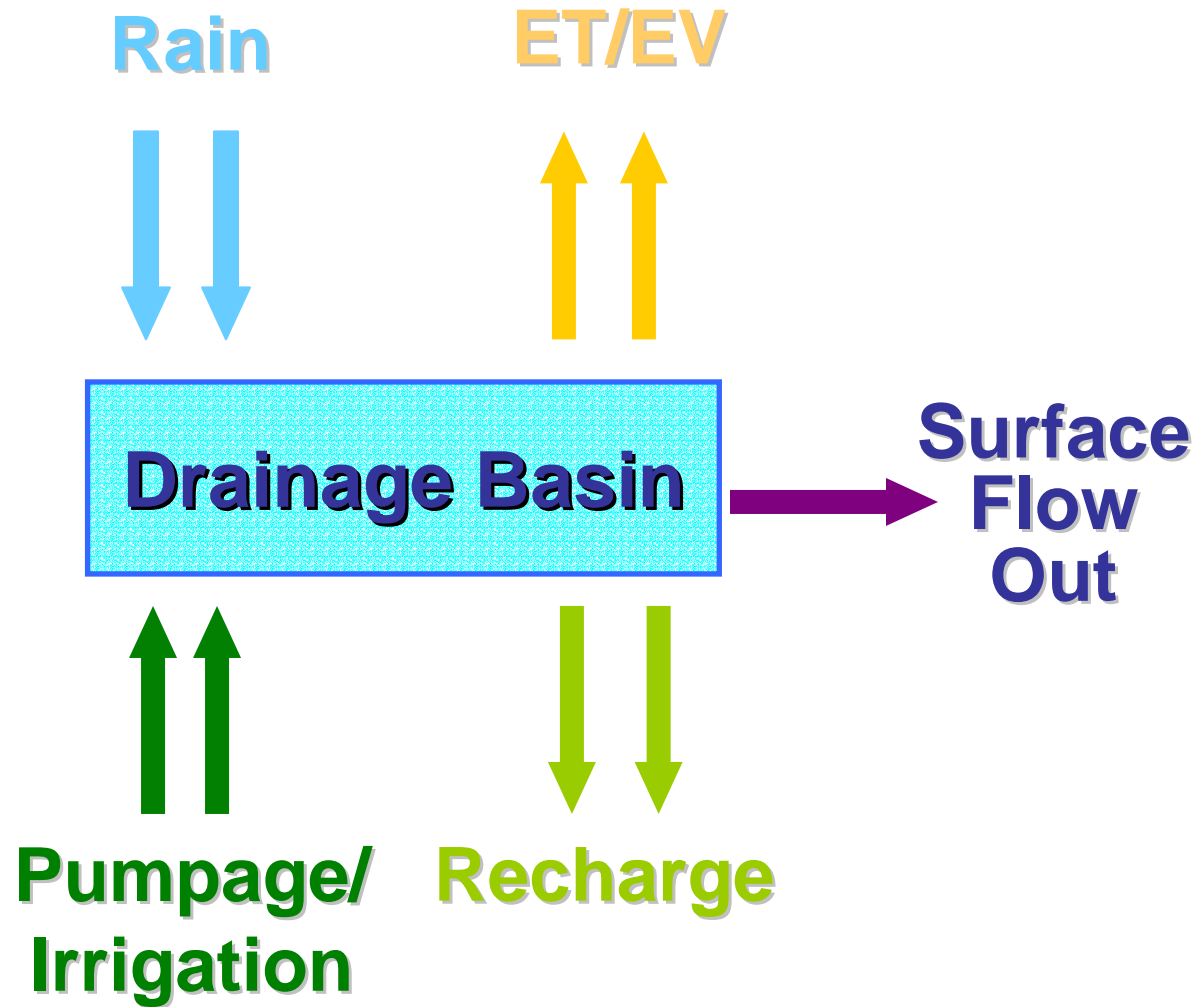 Rain
ET/EV
Drainage Basin
Surface
Flow
Out
Pumpage/
Irrigation
Recharge